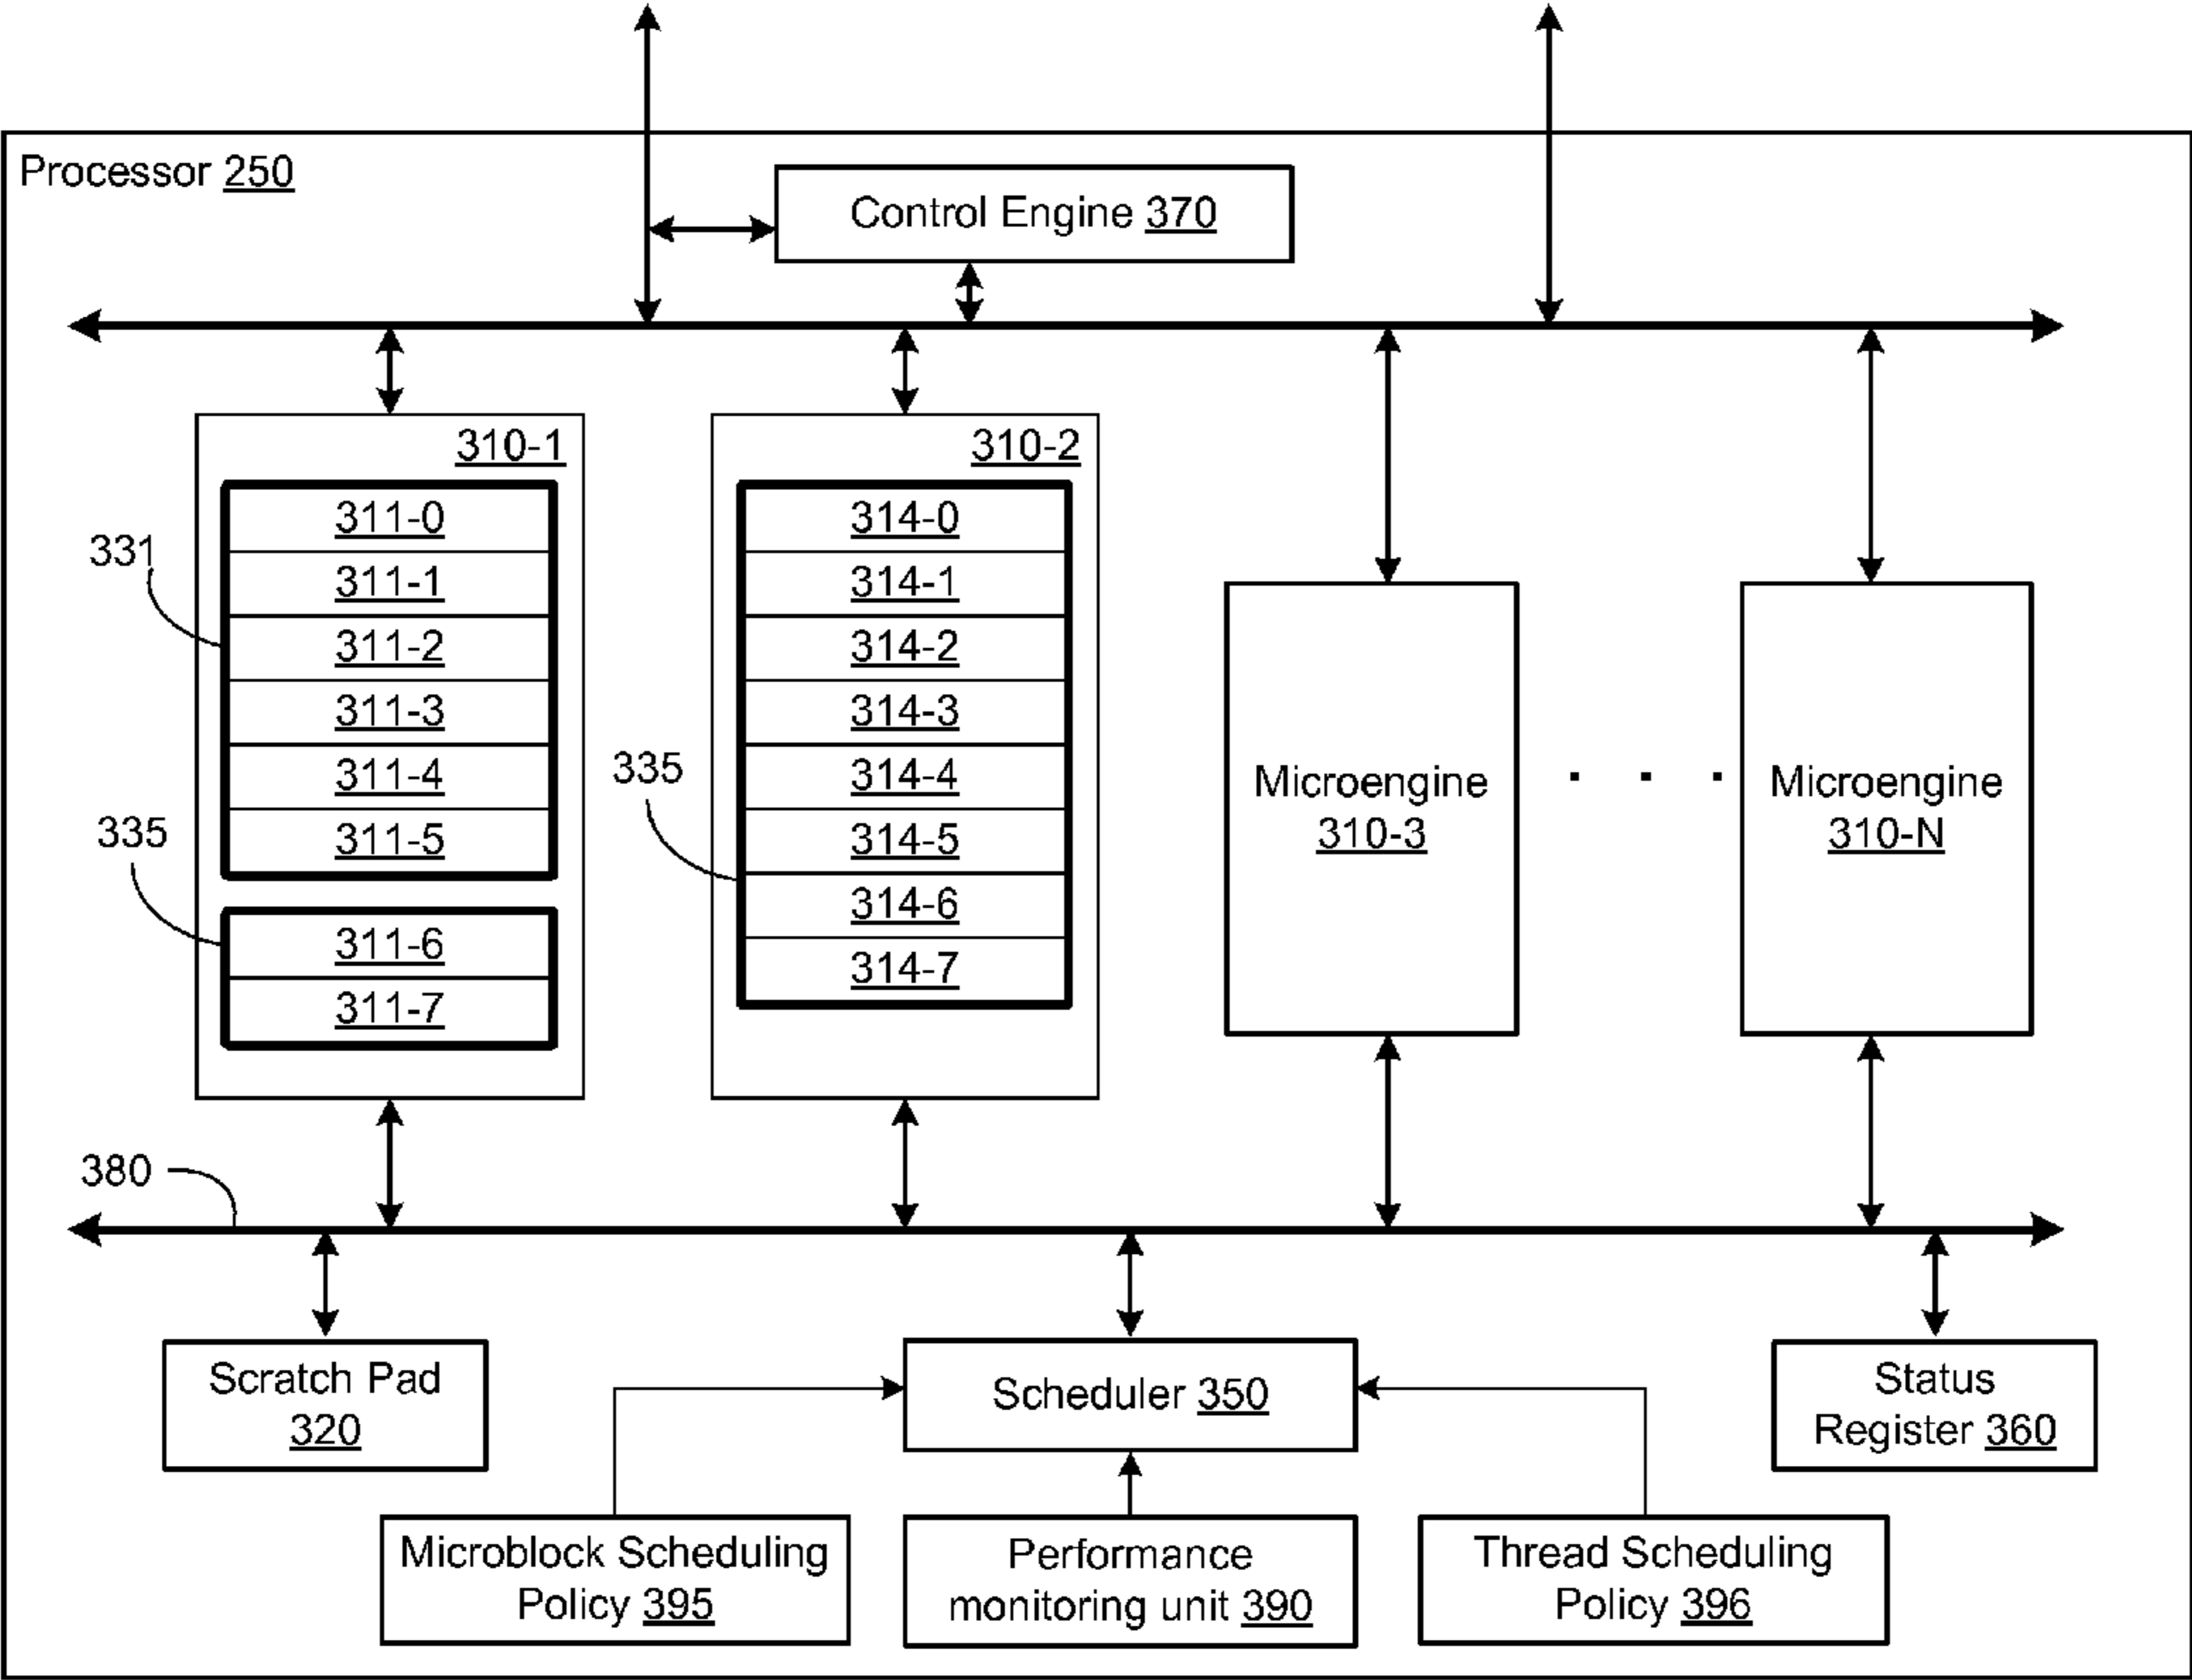 Processor 250
Control Engine 370
310-1
311-0
311-1
311-2
311-3
311-4
311-5
311-6
311-7
331
335
310-2
314-0
314-1
314-2
314-3
314-4
314-5
314-6
314-7
335
Microengine
310-3
. . .
Microengine
310-N
380
Scratch Pad
320
Scheduler 350
Status
Register 360
Microblock Scheduling
Policy 395
Performance
monitoring unit 390
Thread Scheduling
Policy 396